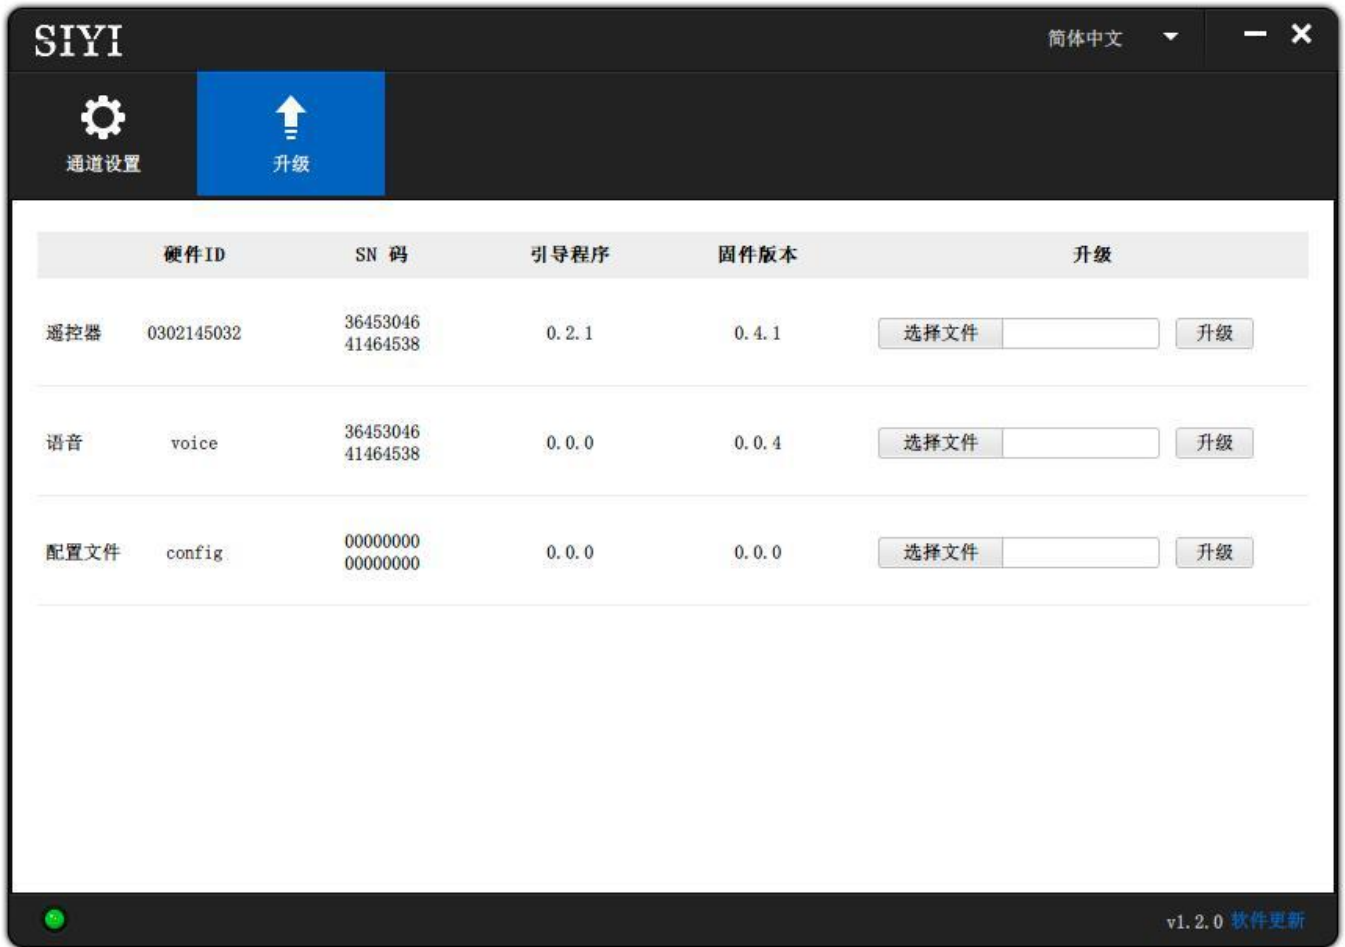 SIYI
简体中文
通道设置
升级
硬件ID SN 码 引导程序 固件版本 升级
遥控器 0302145032 36453046 41464538 0.2.1 0.4.1 选择文件 升级
语音 voice 36453046 41464538 0.0.0 0.0.4 选择文件 升级
配置文件 config 00000000 00000000 0.0.0 0.0.0 选择文件 升级
v1.2.0 软件更新